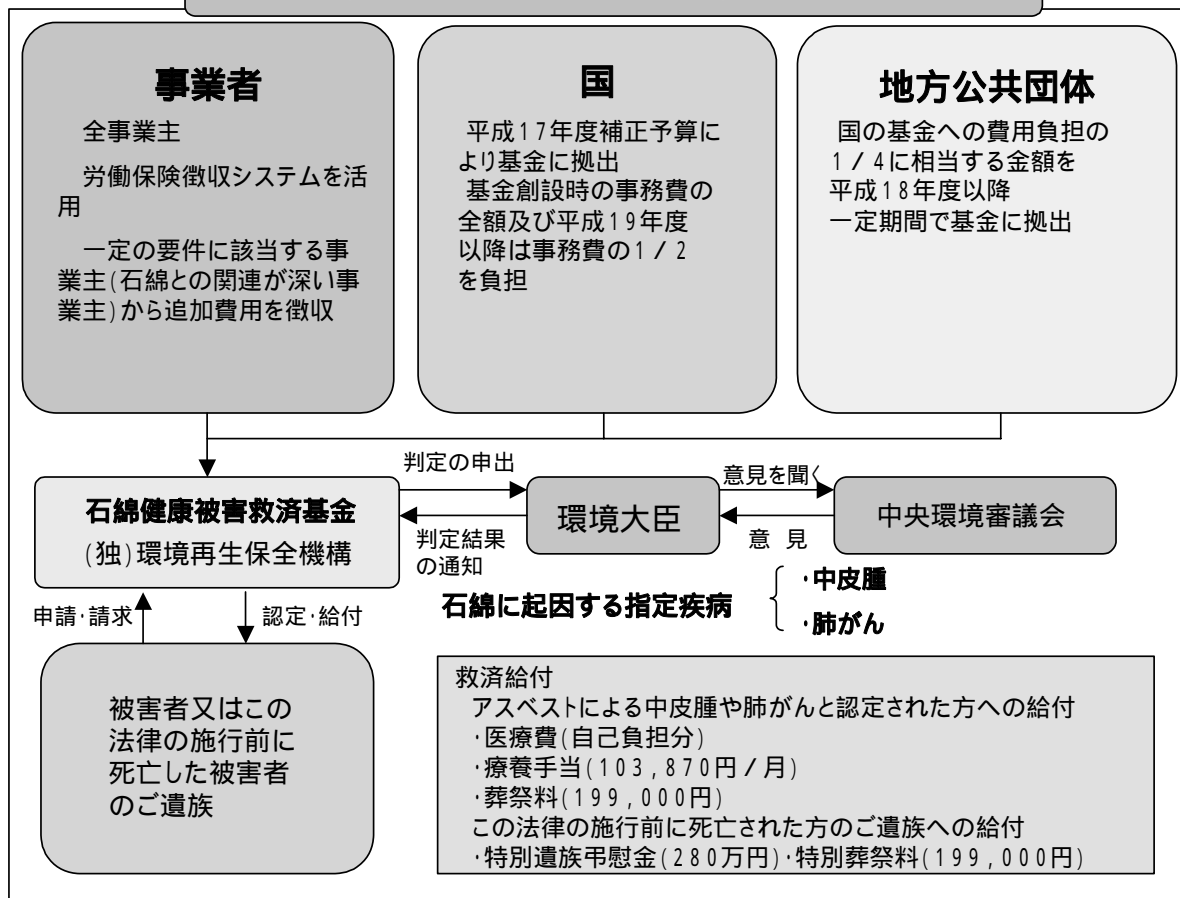 事業者
全事業主
労働保険徴収システムを活
用
一定の要件に該当する事
業主(石綿との関連が深い事
業主)から追加費用を徴収
国
平成17年度補正予算に
より基金に拠出
基金創設時の事務費の
全額及び平成19年度
以降は事務費の1/2
を負担
地方公共団体
国の基金への費用負担の
1/4に相当する金額を
平成18年度以降
一定期間で基金に拠出
石綿健康被害救済基金
(独)環境再生保全機構
判定の申出
判定結果
の通知
環境大臣
意見を聞く
意 見
中央環境審議会
石綿に起因する指定疾病
・中皮腫
・肺がん
申請・請求
認定・給付
被害者又はこの
法律の施行前に
死亡した被害者
のご遺族
救済給付
アスベストによる中皮腫や肺がんと認定された方への給付
・医療費(自己負担分)
・療養手当(103,870円/月)
・葬祭料(199,000円)
この法律の施行前に死亡された方のご遺族への給付
・特別遺族弔慰金(280万円)・特別葬祭料(199,000円)